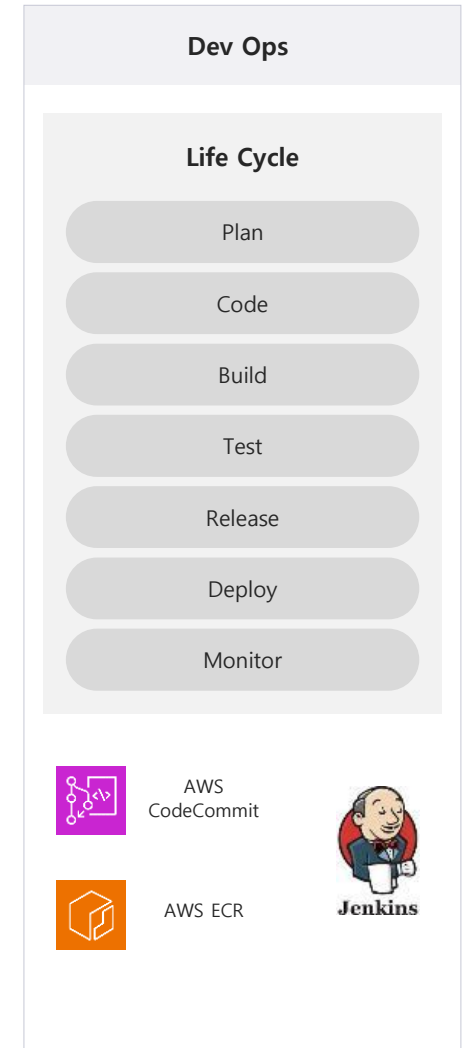 Dev Ops
Life Cycle
Plan
Code
Build
Test
Release
Deploy
Monitor
AWS
CodeCommit
AWS ECR
Jenkins